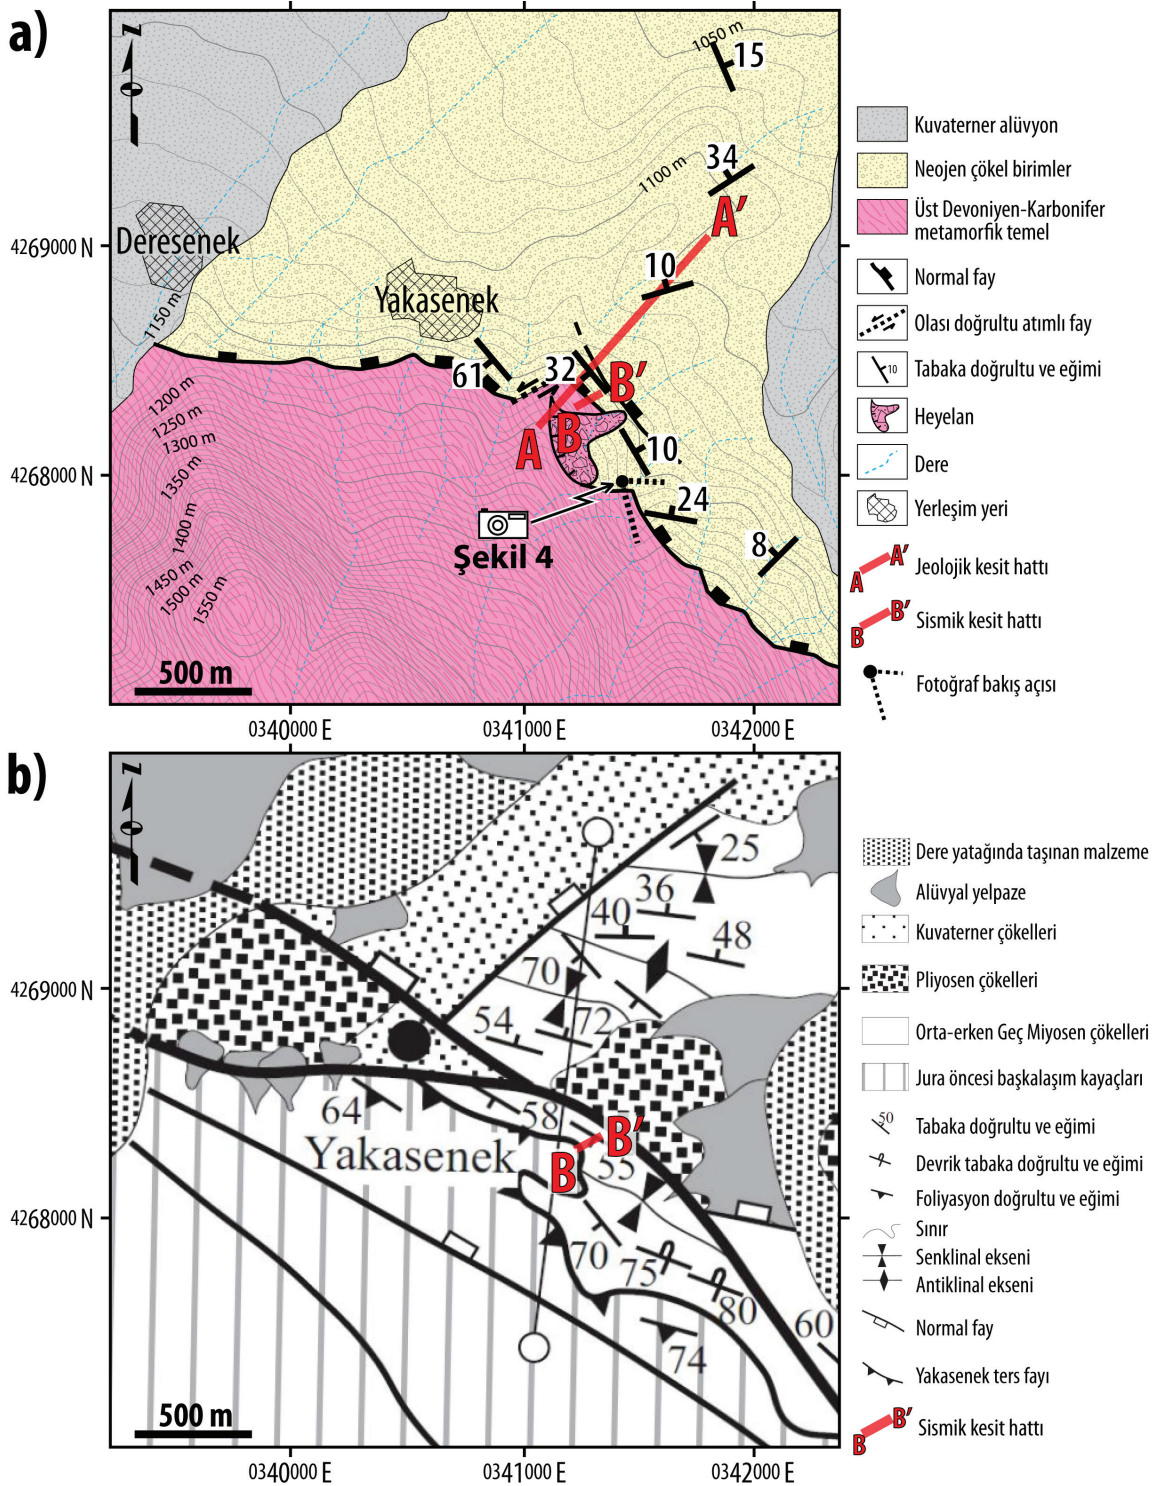 a)
z
1050 m
15
34
1100 m
A'
Deresenek
4269000 N
10
Yakasenek
1150 m
61
32
B'
1200 m
1250 m
1300 m
A
B
10
4268000 N
1350 m
1400 m
24
Şekil 4
8
1450 m
1500 m
1550 m
500 m
0340000 E
0341000 E
0342000 E
Kuvaterner alüvyon
Neojen çökel birimler
Üst Devoniyen-Karbonifer
metamorfik temel
Normal fay
Olası doğrultu atımlı fay
10
Tabaka doğrultu ve eğimi
Heyelan
Dere
Yerleşim yeri
A A'
Jeolojik kesit hattı
B B'
Sismik kesit hattı
Fotoğraf bakış açısı
b)
z
25
36
40
48
70
4269000 N
54
72
64
58
B'
Yakasenek
B
55
4268000 N
70
75
80
60
74
500 m
0340000 E
0341000 E
0342000 E
Dere yatağında taşınan malzeme
Alüvyal yelpaze
Kuvaterner çökelleri
Pliyosen çökelleri
Orta-erken Geç Miyosen çökelleri
Jura öncesi başkalaşım kayaçları
50
Tabaka doğrultu ve eğimi
Devrik tabaka doğrultu ve eğimi
Foliyasyon doğrultu ve eğimi
Sınır
Senklinal ekseni
Antiklinal ekseni
Normal fay
Yakasenek ters fayı
B B'
Sismik kesit hattı